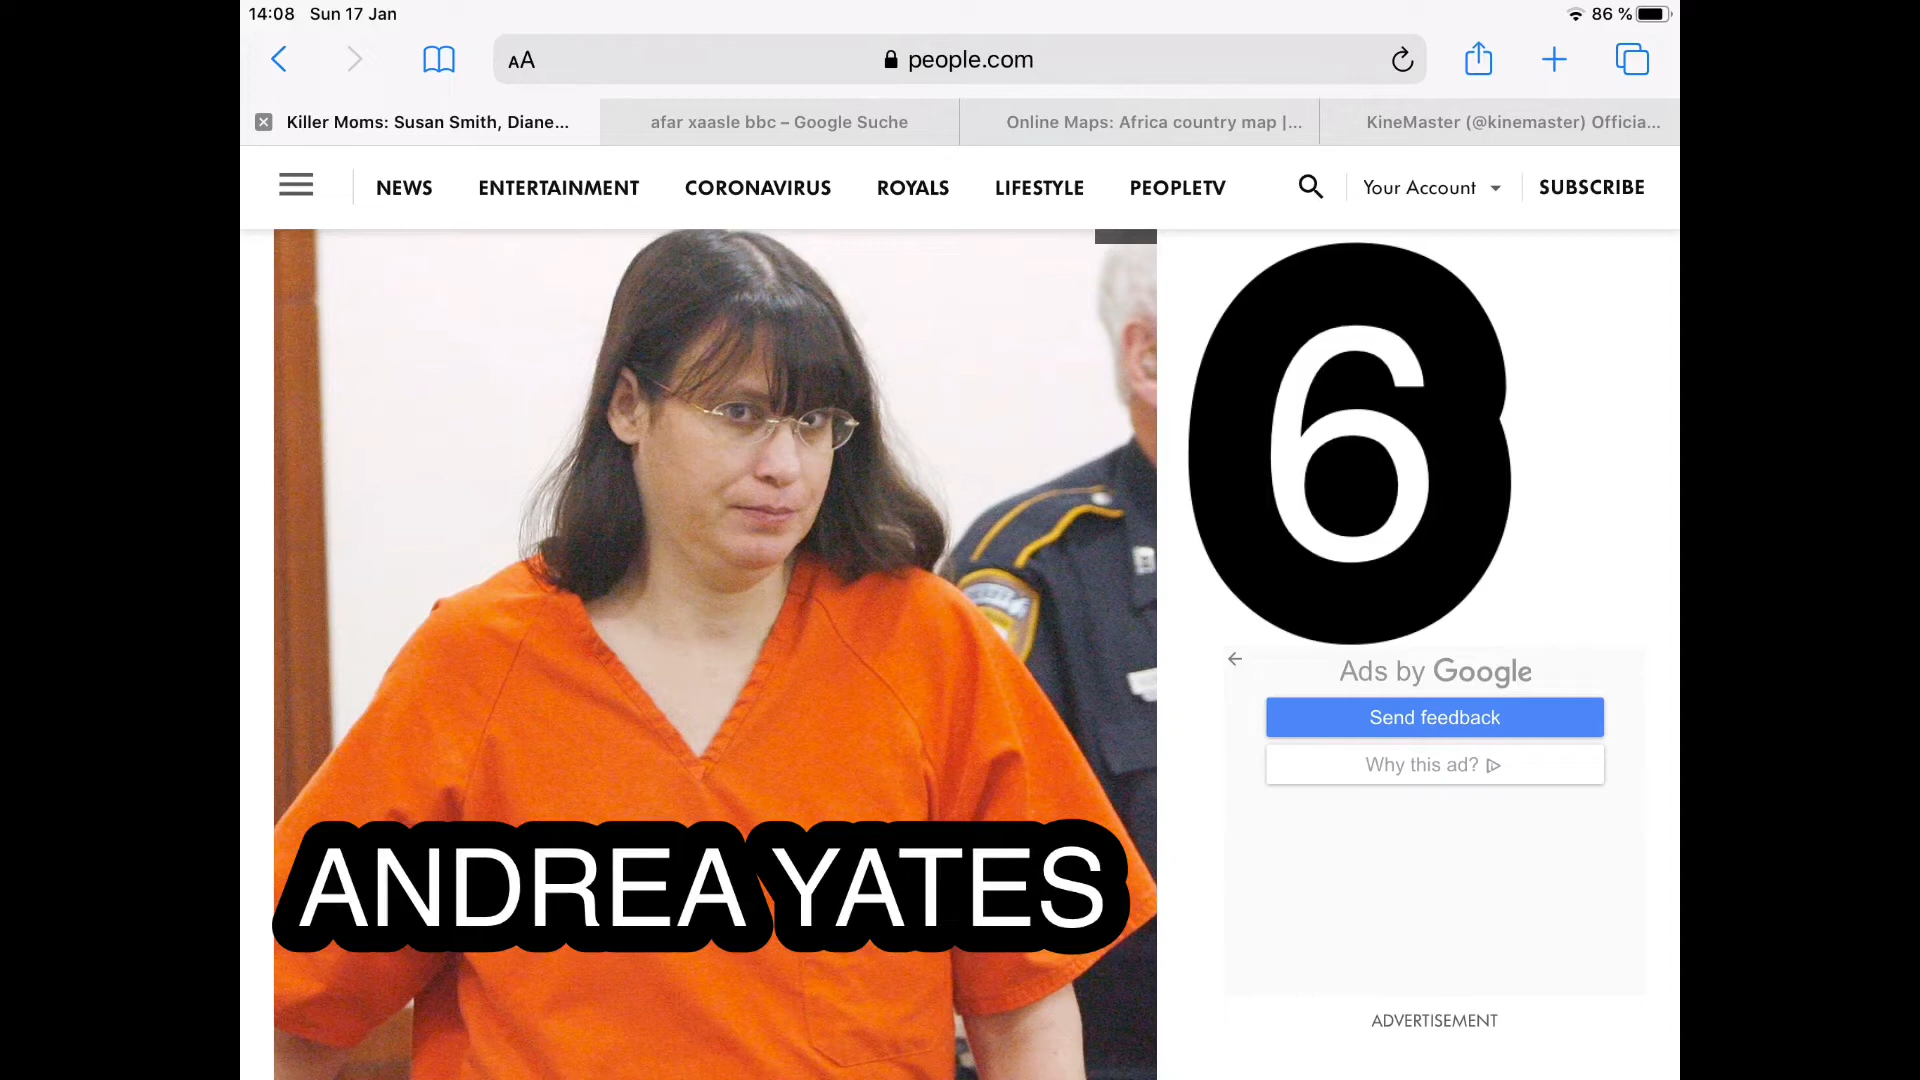 14:08 Sun 17 Jan 86 %
AA people.com
Killer Moms: Susan Smith, Diane... afar xaasle bbc – Google Suche Online Maps: Africa country map |... KineMaster (@kinemaster) Officia...
NEWS ENTERTAINMENT CORONAVIRUS ROYALS LIFESTYLE PEOPLETV Your Account SUBSCRIBE
6
Ads by Google
Send feedback
Why this ad?
ANDREA YATES
ADVERTISEMENT